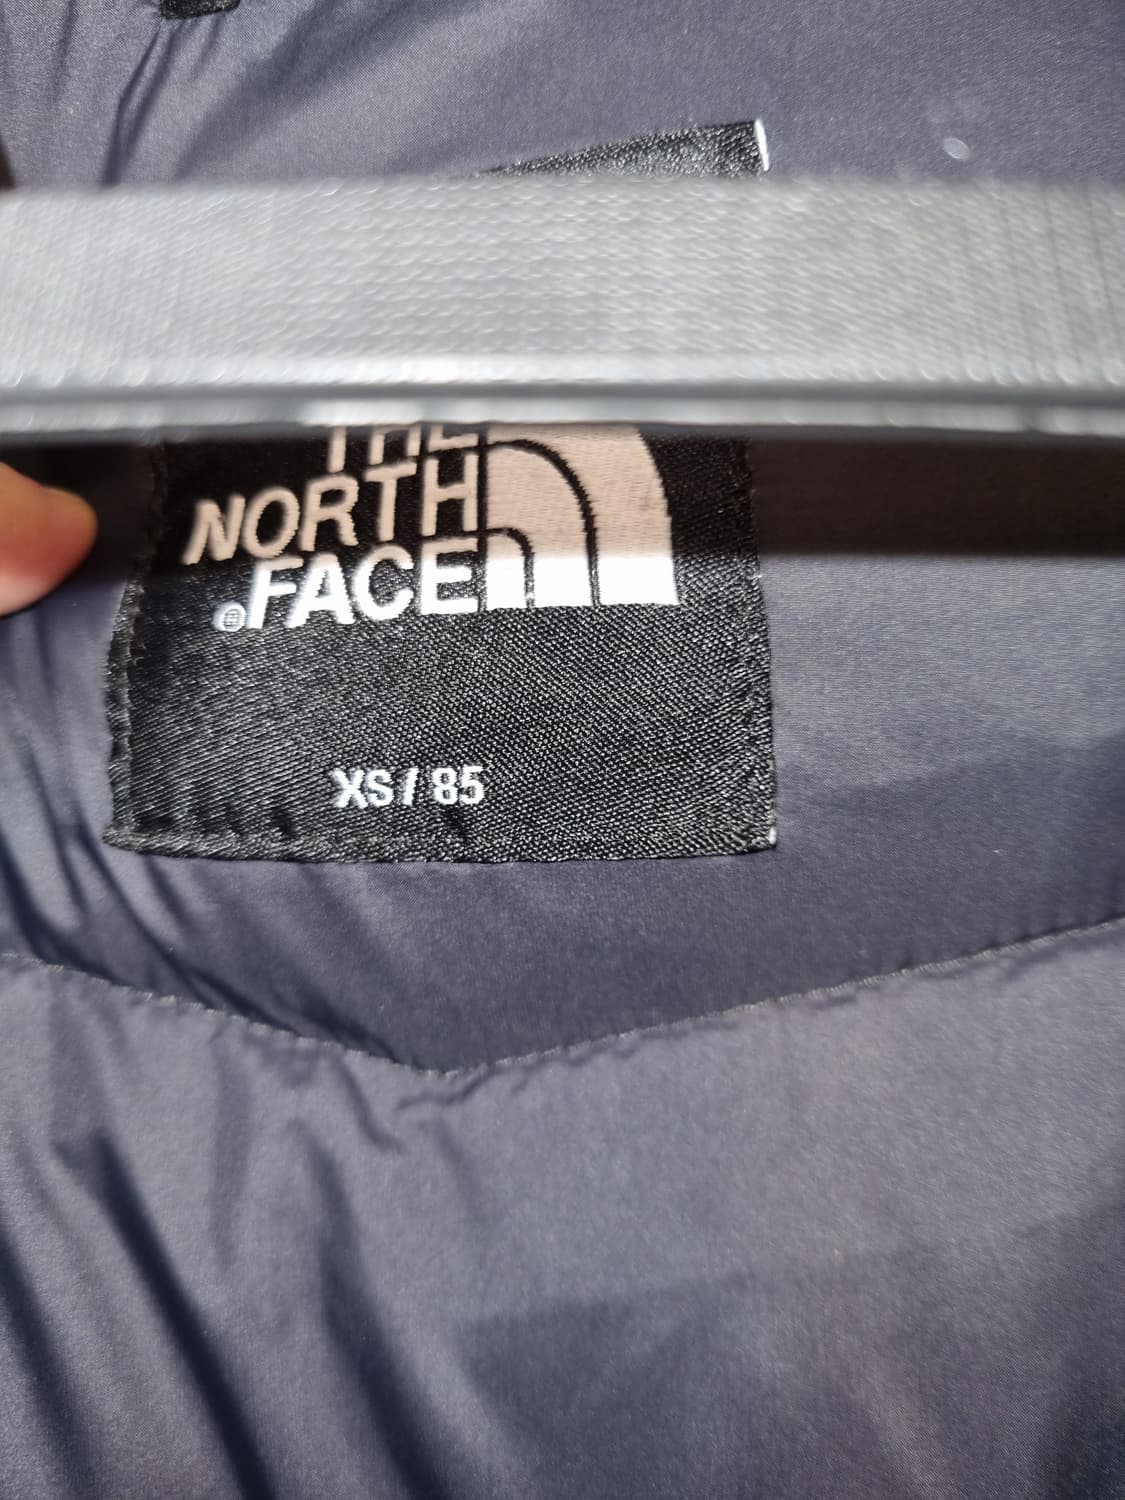 THE
NORTH
FACE
XS / 85